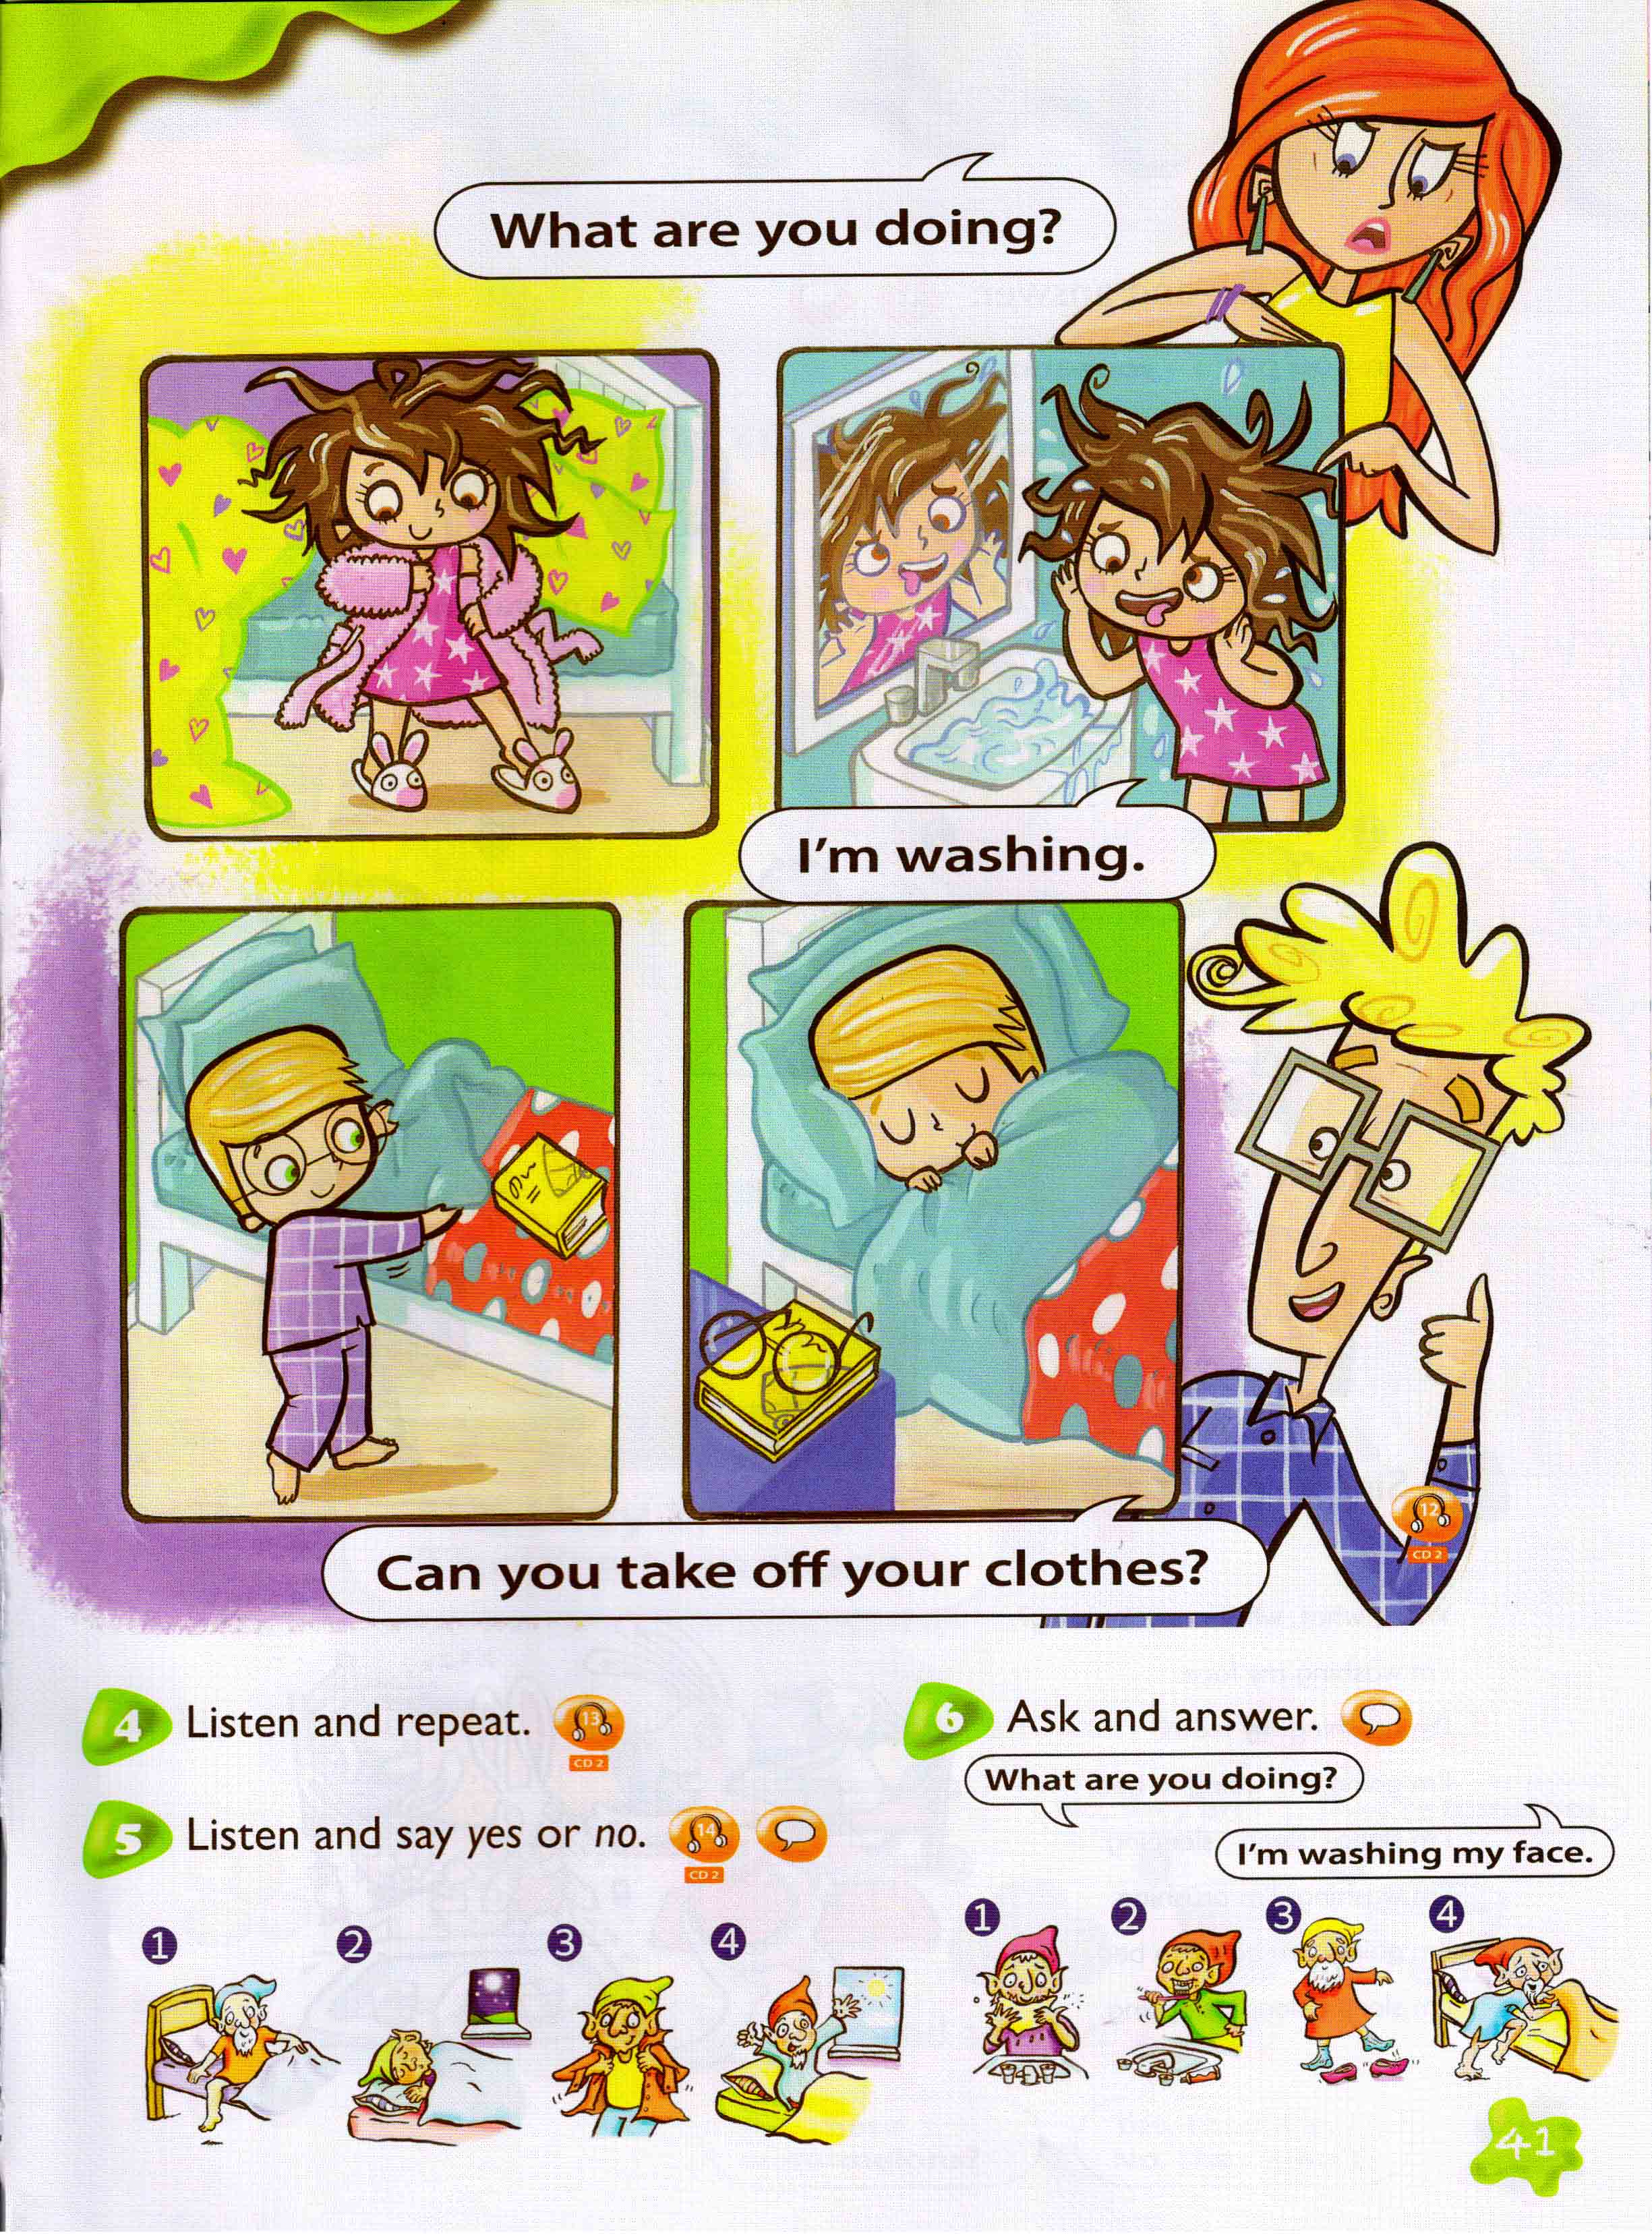 What are you doing?
I'm washing.
Can you take off your clothes?
12
CD 2
4 Listen and repeat. 13
CD 2
5 Listen and say yes or no. 14
CD 2
1 2 3 4
6 Ask and answer.
What are you doing?
I'm washing my face.
1 2 3 4
41